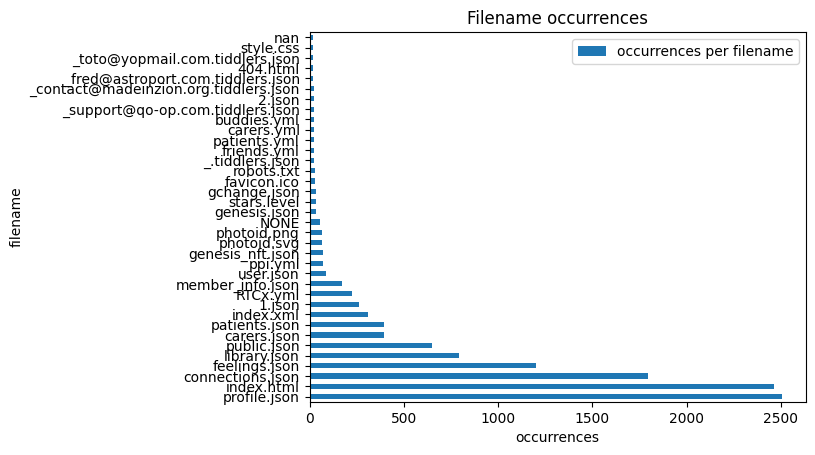 Filename occurrences
occurrences per filename
filename
nan
style.css
_toto@yopmail.com.tiddlers.json
404.html
_fred@astroport.com.tiddlers.json
_contact@madeinzion.org.tiddlers.json
2.json
_support@qo-op.com.tiddlers.json
buddies.yml
carers.yml
patients.yml
friends.yml
_.tiddlers.json
robots.txt
favicon.ico
gchange.json
stars.level
genesis.json
NONE
photoid.png
photoid.svg
genesis_nft.json
ppi.yml
user.json
member_info.json
RTCx.yml
1.json
index.xml
patients.json
carers.json
public.json
library.json
feelings.json
connections.json
index.html
profile.json
0 500 1000 1500 2000 2500
occurrences